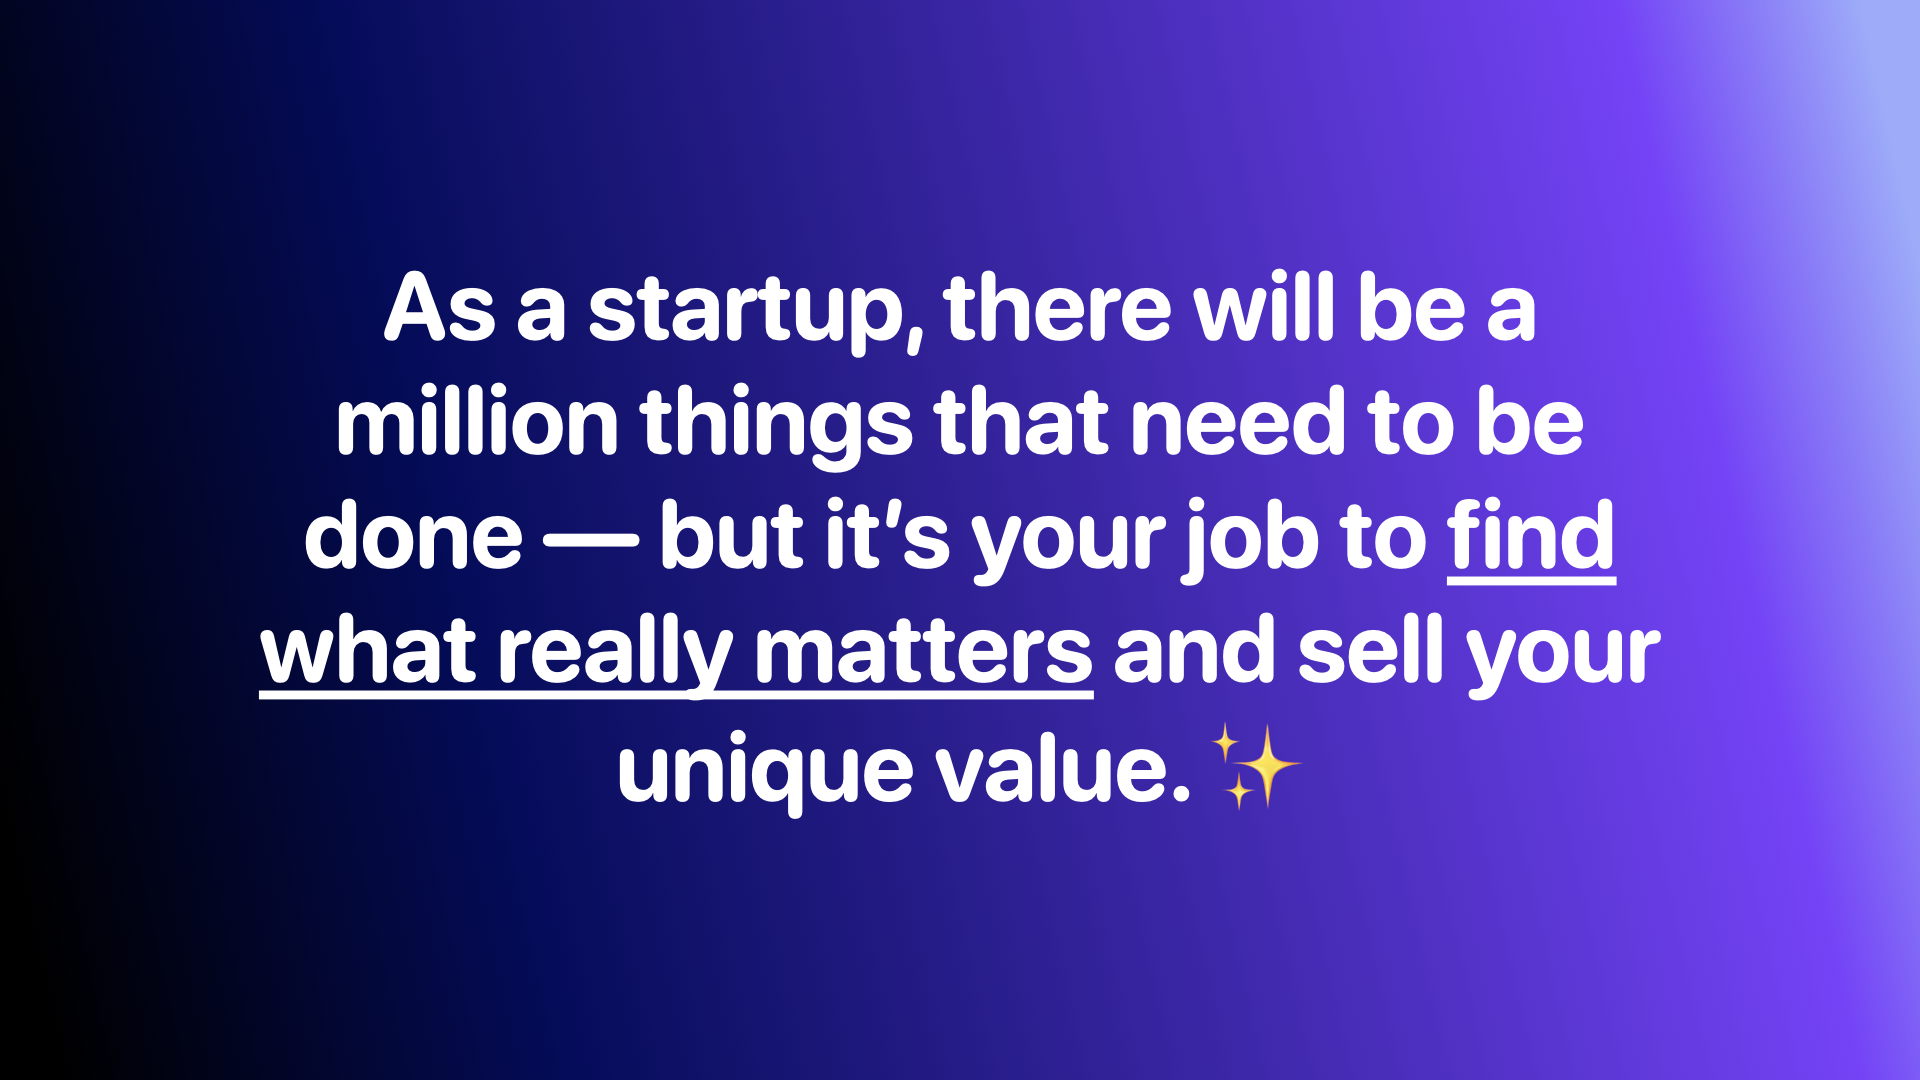 As a startup, there will be a
million things that need to be
done — but it’s your job to find
what really matters and sell your
unique value. ✨